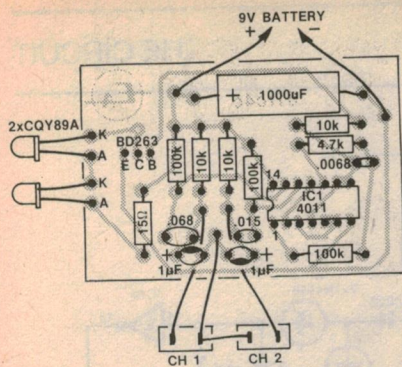 9V BATTERY
+ −
+ 1000uF
2xCQY89A
K
A
K
A
BD263
E C B
100k
10k
10k
100k
10k
4.7k
.0068
14
IC1
4011
1
15Ω
.068
.015
100k
+
1μF
+
1μF
CH 1
CH 2